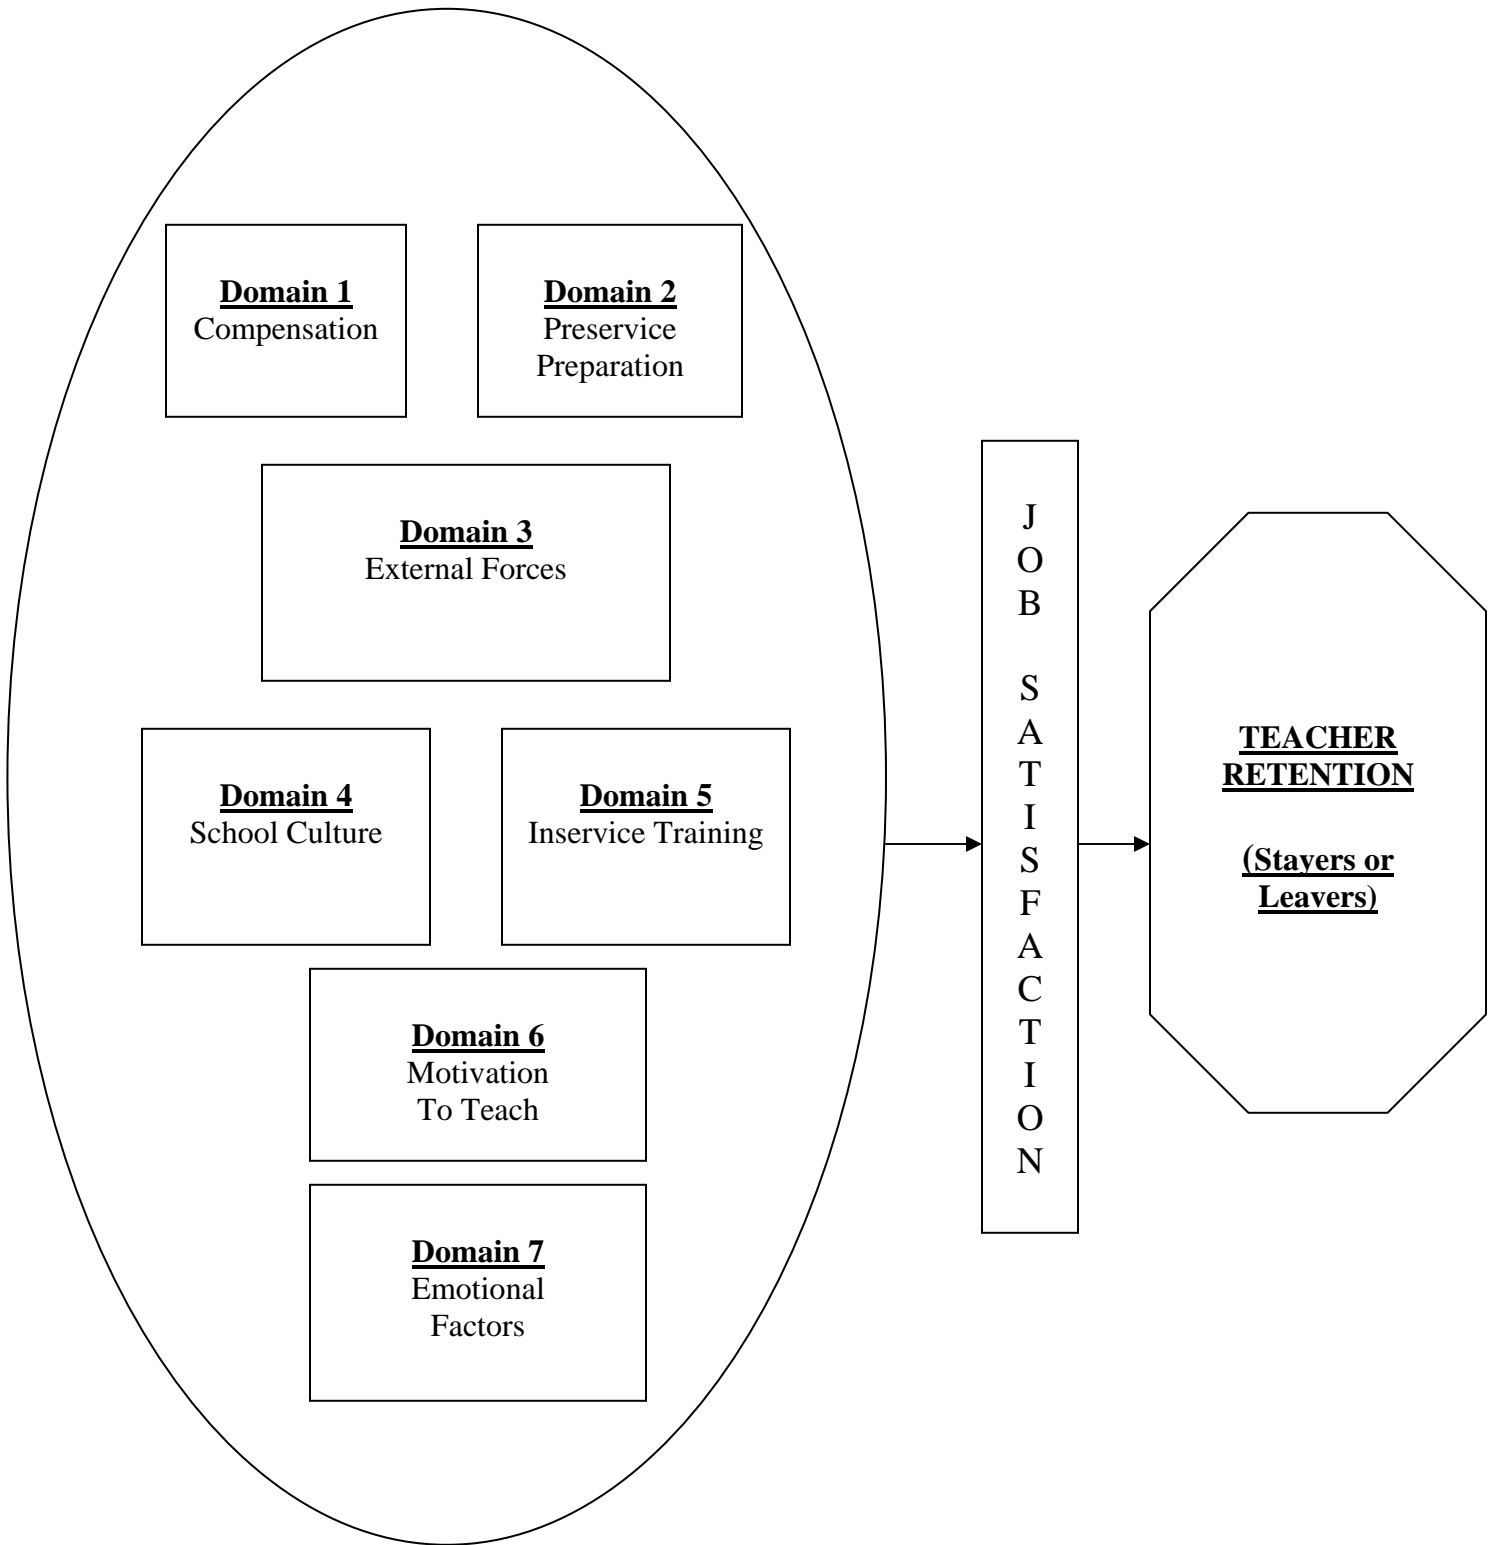 Domain 1
Compensation
Domain 2
Preservice
Preparation
Domain 3
External Forces
Domain 4
School Culture
Domain 5
Inservice Training
Domain 6
Motivation
To Teach
Domain 7
Emotional
Factors
J
O
B
S
A
T
I
S
F
A
C
T
I
O
N
TEACHER
RETENTION
(Stayers or
Leavers)